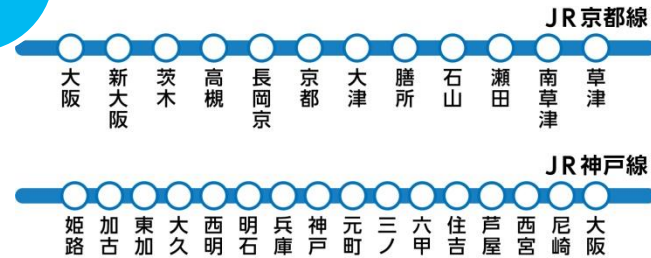 JR京都線
大阪
新大阪
茨木
高槻
長岡京
京都
大津
膳所
石山
瀬田
南草津
草津
JR神戸線
姫路
加古
東加
大久
西明
明石
兵庫
神戸
元町
三ノ
六甲
住吉
芦屋
西宮
尼崎
大阪